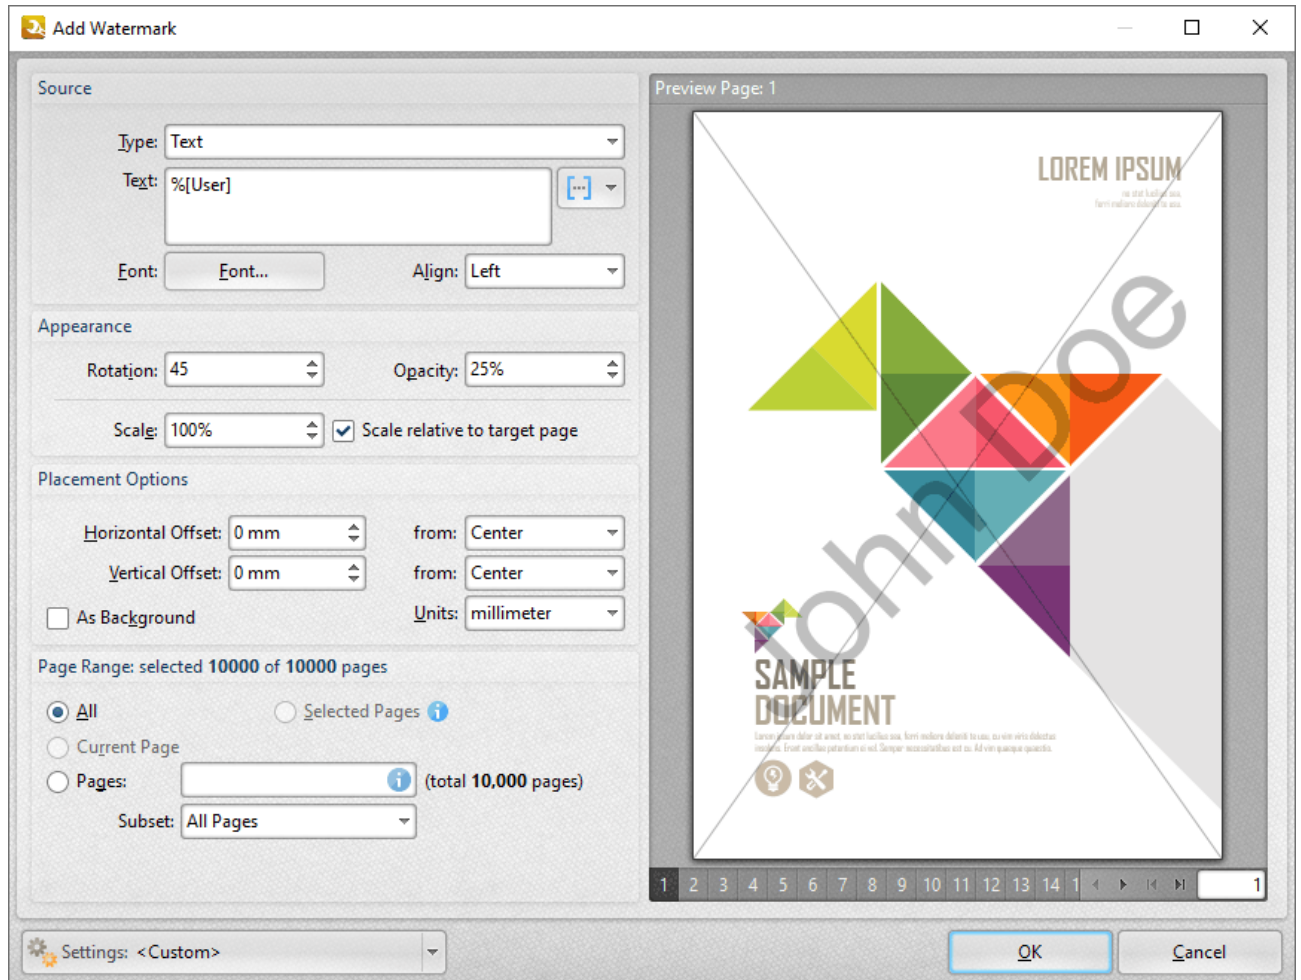 Add Watermark
Source
Type: Text
Text: %[User]
Font: Font... Align: Left
Appearance
Rotation: 45 Opacity: 25%
Scale: 100% Scale relative to target page
Placement Options
Horizontal Offset: 0 mm from: Center
Vertical Offset: 0 mm from: Center
As Background Units: millimeter
Page Range: selected 10000 of 10000 pages
All Selected Pages
Current Page
Pages: (total 10,000 pages)
Subset: All Pages
Preview Page: 1
LOREM IPSUM
John Doe
SAMPLE
DOCUMENT
1 2 3 4 5 6 7 8 9 10 11 12 13 14 1 1
Settings: <Custom>
OK Cancel